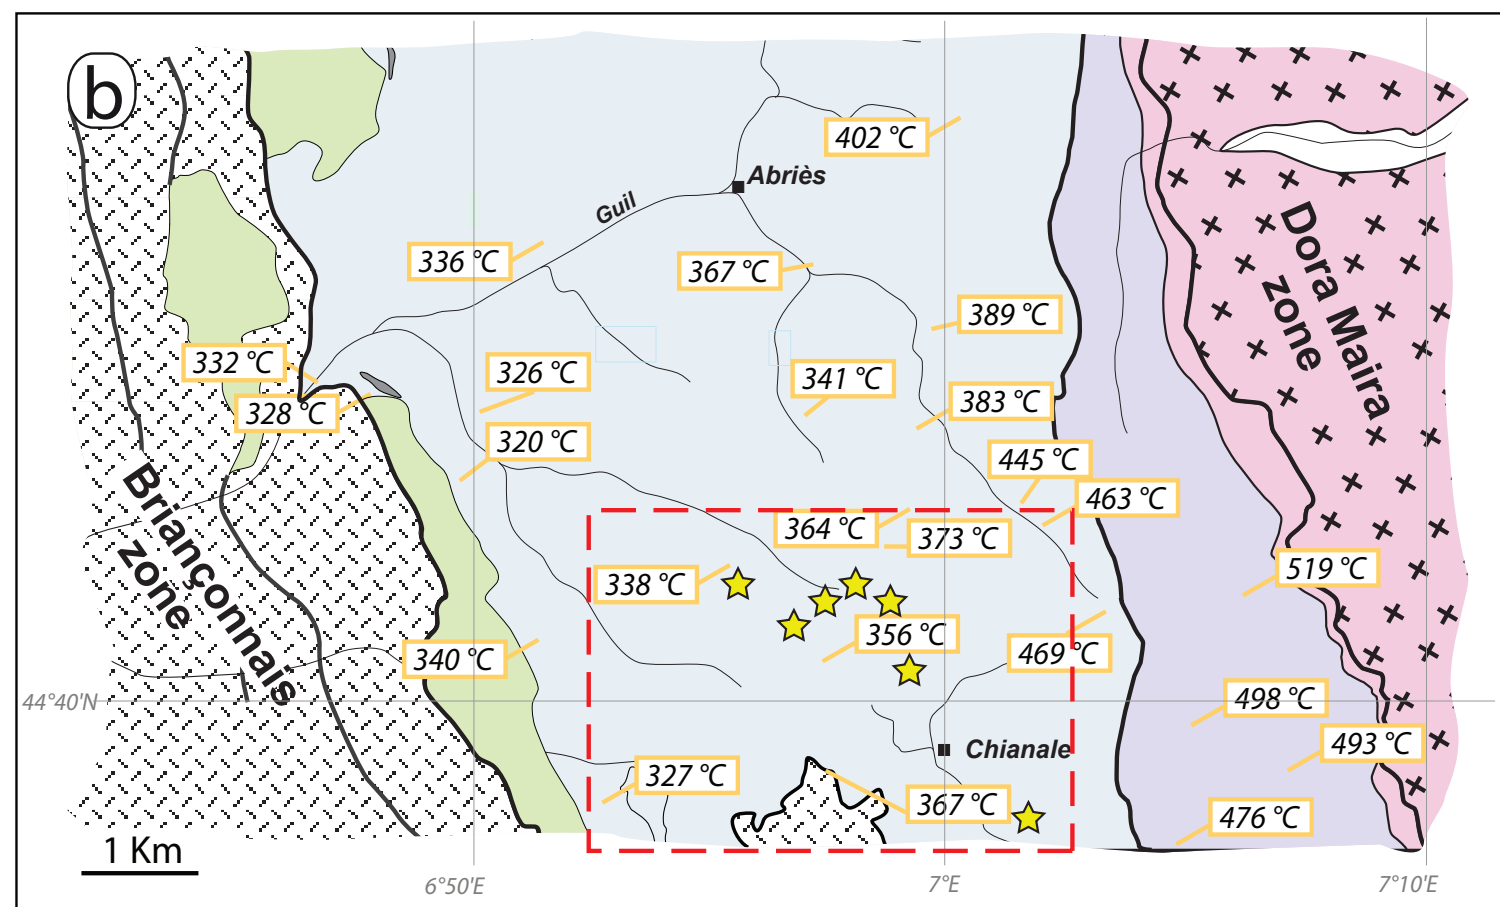 b
402 °C
Abriès
Guil
336 °C
367 °C
Dora Maira
zone
389 °C
332 °C
326 °C
341 °C
328 °C
383 °C
320 °C
445 °C
463 °C
Briançonnais
zone
364 °C
373 °C
338 °C
519 °C
356 °C
340 °C
469 °C
44°40'N
498 °C
493 °C
Chianale
327 °C
367 °C
476 °C
1 Km
6°50'E
7°E
7°10'E